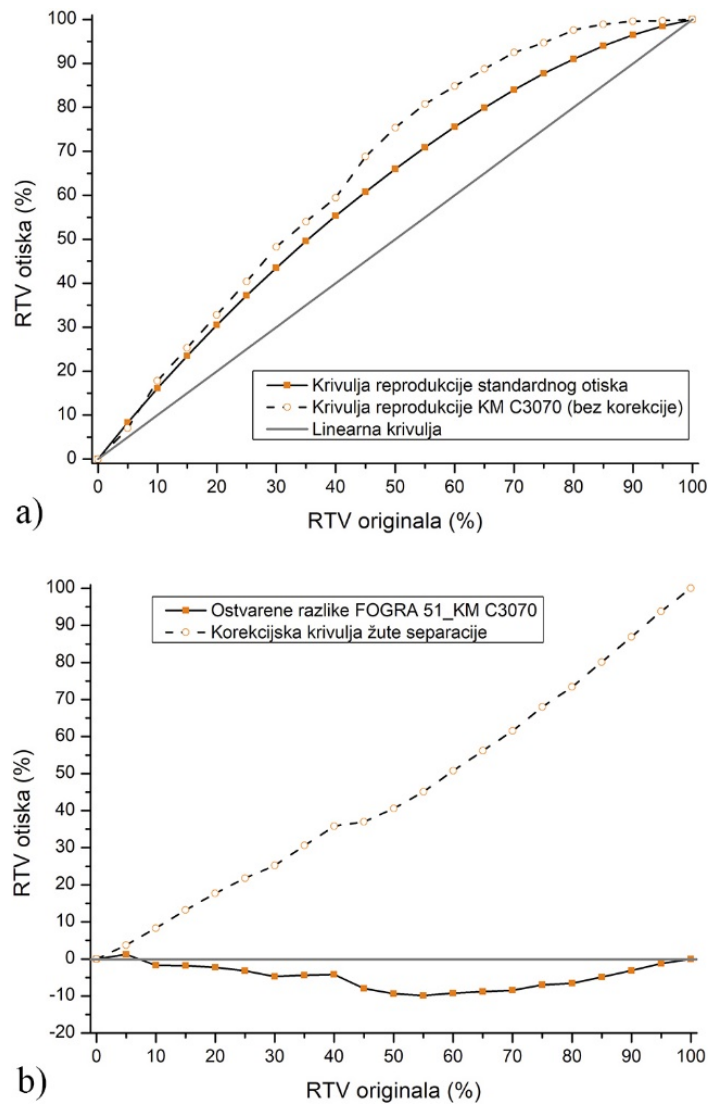 100
90
80
70
60
50
40
30
20
10
0
RTV otiska (%)
Krivulja reprodukcije standardnog otiska
Krivulja reprodukcije KM C3070 (bez korekcije)
Linearna krivulja
0 10 20 30 40 50 60 70 80 90 100
RTV originala (%)
a)
100
90
80
70
60
50
40
30
20
10
0
-10
-20
RTV otiska (%)
Ostvarene razlike FOGRA 51_KM C3070
Korekcijska krivulja žute separacije
0 10 20 30 40 50 60 70 80 90 100
RTV originala (%)
b)